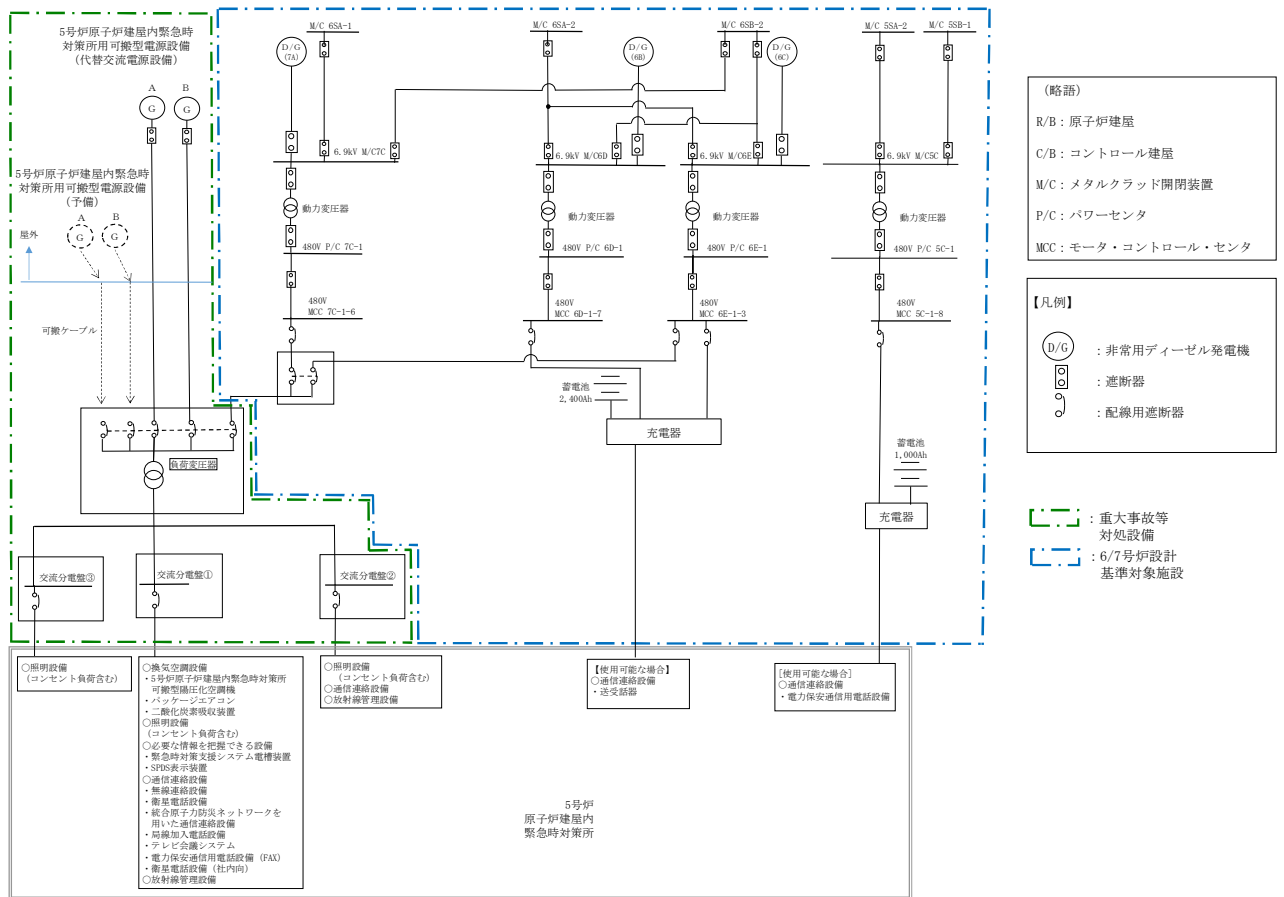 5号炉原子炉建屋内緊急時
対策所用可搬型電源設備
(代替交流電源設備)
A
B
G
G
5号炉原子炉建屋内緊急時
対策所用可搬型電源設備
(予備)
A
B
G
G
屋外
可搬ケーブル
負荷変圧器
交流分電盤③
交流分電盤①
交流分電盤②
M/C 6SA-1
M/C 6SA-2
M/C 6SB-2
M/C 5SA-2
M/C 5SB-1
D/G
(7A)
D/G
(6B)
D/G
(6C)
6.9kV M/C7C
6.9kV M/C6D
6.9kV M/C6E
6.9kV M/C5C
動力変圧器
動力変圧器
動力変圧器
動力変圧器
480V P/C 7C-1
480V P/C 6D-1
480V P/C 6E-1
480V P/C 5C-1
480V
MCC 7C-1-6
480V
MCC 6D-1-7
480V
MCC 6E-1-3
480V
MCC 5C-1-8
蓄電池
2,400Ah
充電器
蓄電池
1,000Ah
充電器
(略語)
R/B：原子炉建屋
C/B：コントロール建屋
M/C：メタルクラッド開閉装置
P/C：パワーセンタ
MCC：モータ・コントロール・センタ
【凡例】
D/G
：非常用ディーゼル発電機
：遮断器
：配線用遮断器
：重大事故等
対処設備
：6/7号炉設計
基準対象施設
○照明設備
(コンセント負荷含む)
○換気空調設備
・5号炉原子炉建屋内緊急時対策所
可搬型陽圧化空調機
・パッケージエアコン
・二酸化炭素吸収装置
○照明設備
(コンセント負荷含む)
○必要な情報を把握できる設備
・緊急時対策支援システム電槽装置
・SPDS表示装置
○通信連絡設備
・無線連絡設備
・衛星電話設備
・統合原子力防災ネットワークを
用いた通信連絡設備
・局線加入電話設備
・テレビ会議システム
・電力保安通信用電話設備 (FAX)
・衛星電話設備 (社内向)
○放射線管理設備
○照明設備
(コンセント負荷含む)
○通信連絡設備
○放射線管理設備
【使用可能な場合】
○通信連絡設備
・送受話器
[使用可能な場合]
○通信連絡設備
・電力保安通信用電話設備
5号炉
原子炉建屋内
緊急時対策所